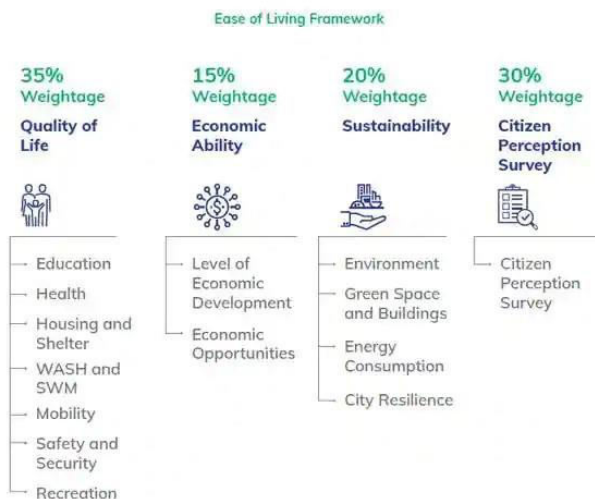 Ease of Living Framework
35%
Weightage
Quality of
Life
Education
Health
Housing and
Shelter
WASH and
SWM
Mobility
Safety and
Security
Recreation
15%
Weightage
Economic
Ability
Level of
Economic
Development
Economic
Opportunities
20%
Weightage
Sustainability
Environment
Green Space
and Buildings
Energy
Consumption
City Resilience
30%
Weightage
Citizen
Perception
Survey
Citizen
Perception
Survey